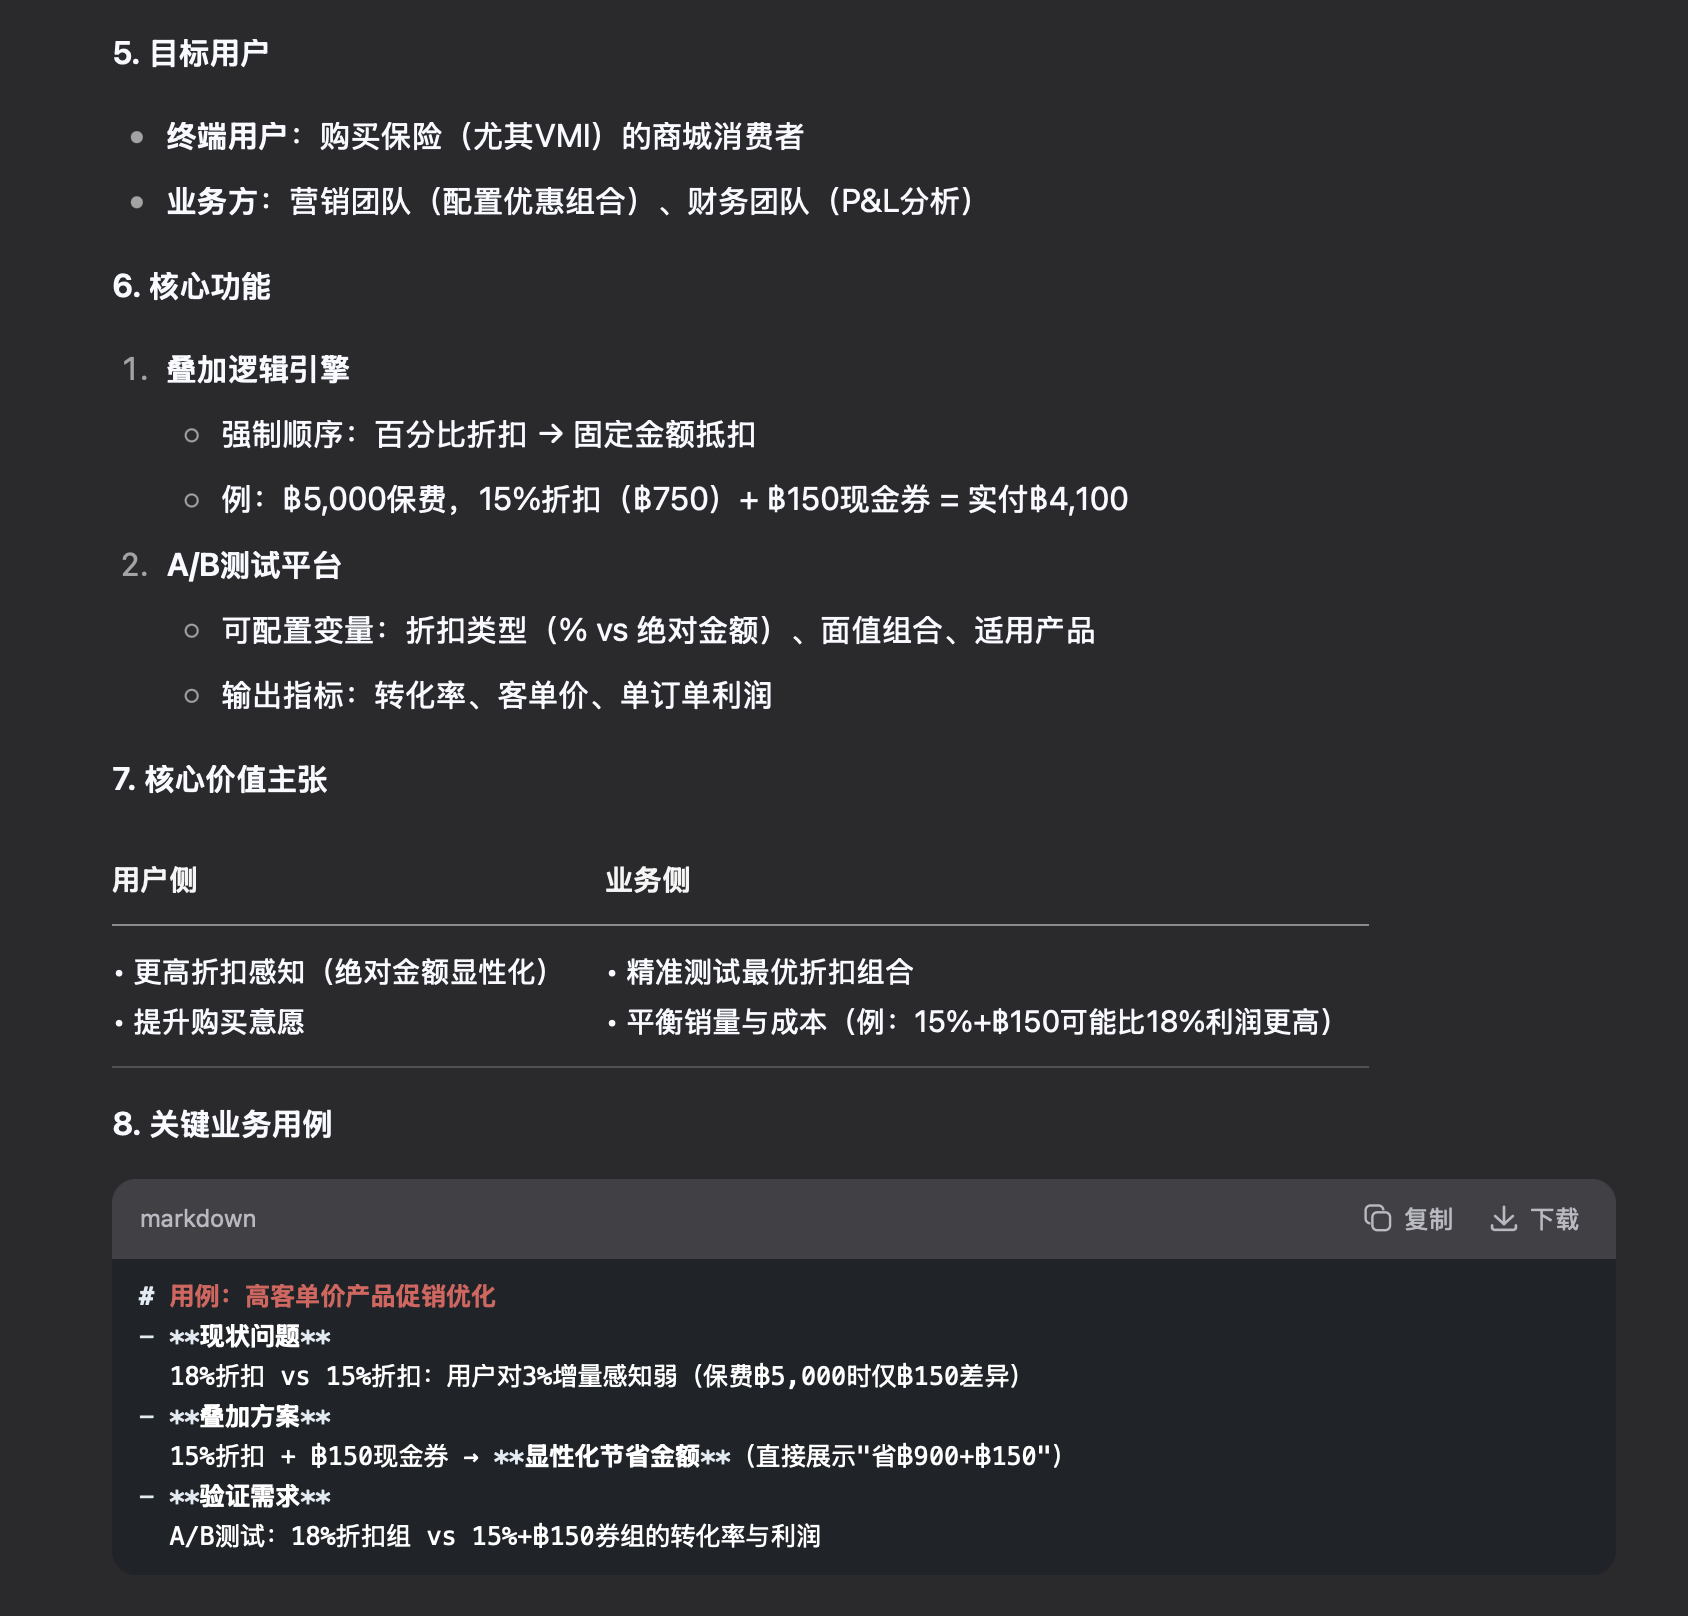 5. 目标用户
• 终端用户：购买保险（尤其VMI）的商城消费者
• 业务方：营销团队（配置优惠组合）、财务团队（P&L分析）
6. 核心功能
1. 叠加逻辑引擎
○ 强制顺序：百分比折扣 → 固定金额抵扣
○ 例：฿5,000保费，15%折扣（฿750）+ ฿150现金券 = 实付฿4,100
2. A/B测试平台
○ 可配置变量：折扣类型（% vs 绝对金额）、面值组合、适用产品
○ 输出指标：转化率、客单价、单订单利润
7. 核心价值主张
用户侧 业务侧
• 更高折扣感知（绝对金额显性化） • 精准测试最优折扣组合
• 提升购买意愿 • 平衡销量与成本（例：15%+฿150可能比18%利润更高）
8. 关键业务用例
markdown 复制 下载
# 用例：高客单价产品促销优化
- **现状问题**
18%折扣 vs 15%折扣：用户对3%增量感知弱（保费฿5,000时仅฿150差异）
- **叠加方案**
15%折扣 + ฿150现金券 → **显性化节省金额**（直接展示"省฿900+฿150"）
- **验证需求**
A/B测试：18%折扣组 vs 15%+฿150券组的转化率与利润